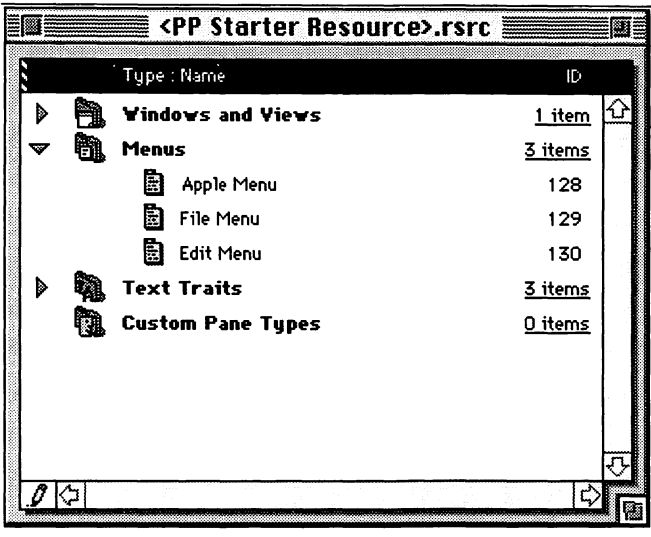 <PP Starter Resource>.rsrc
Type : Name ID
Windows and Views 1 item
Menus 3 items
Apple Menu 128
File Menu 129
Edit Menu 130
Text Traits 3 items
Custom Pane Types 0 items